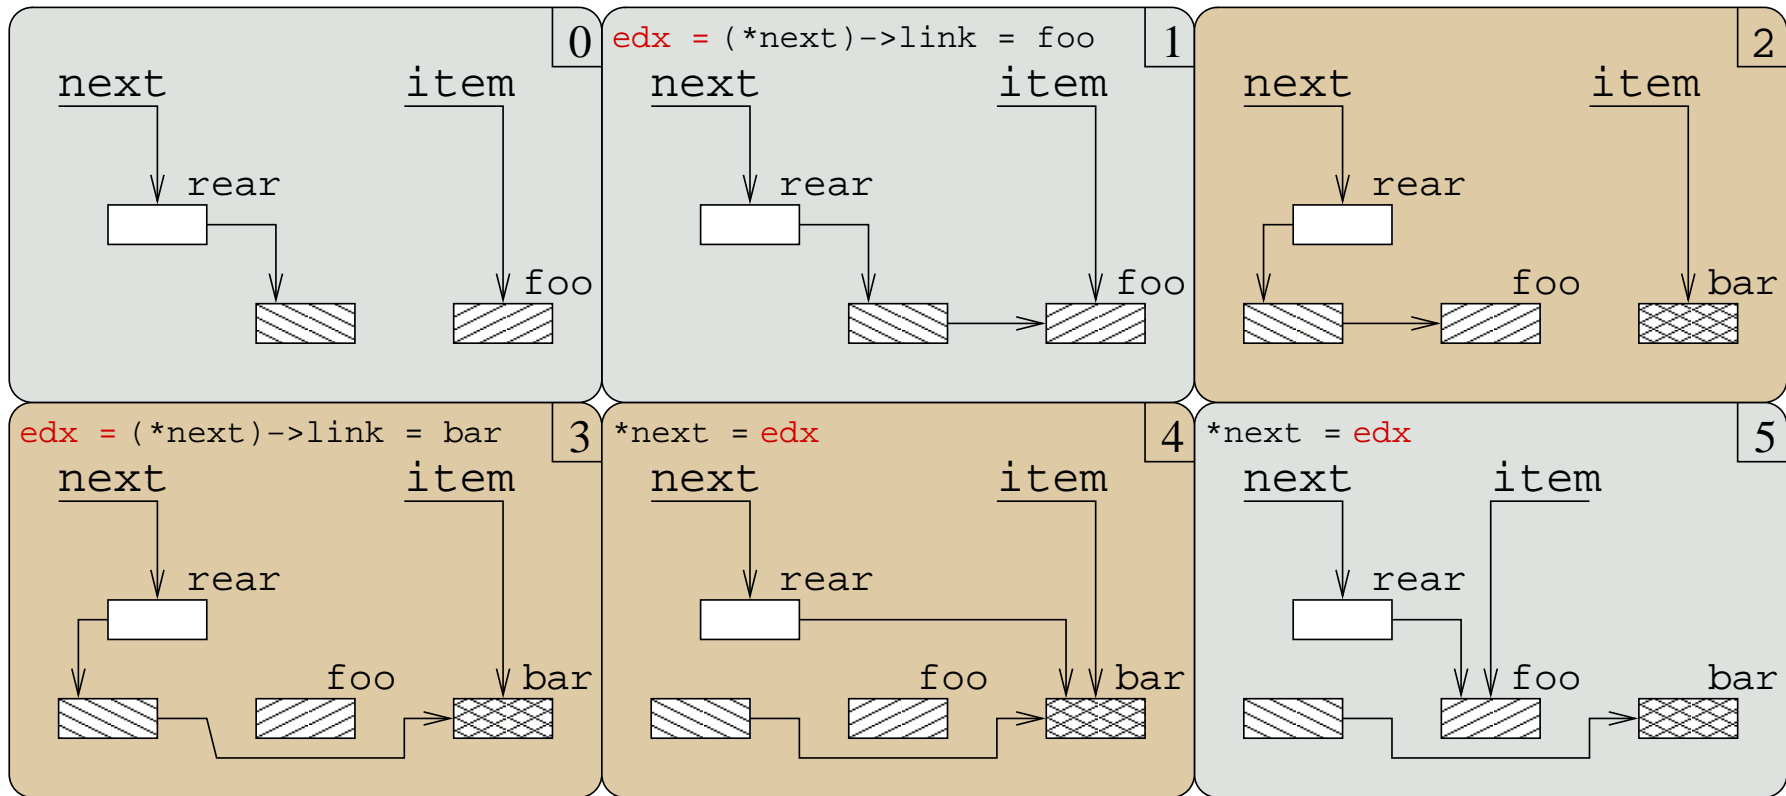 0
next item
rear
foo
edx = (*next)->link = foo 1
next item
rear
foo
2
next item
rear
foo bar
edx = (*next)->link = bar 3
next item
rear
foo bar
*next = edx 4
next item
rear
foo bar
*next = edx 5
next item
rear
foo bar